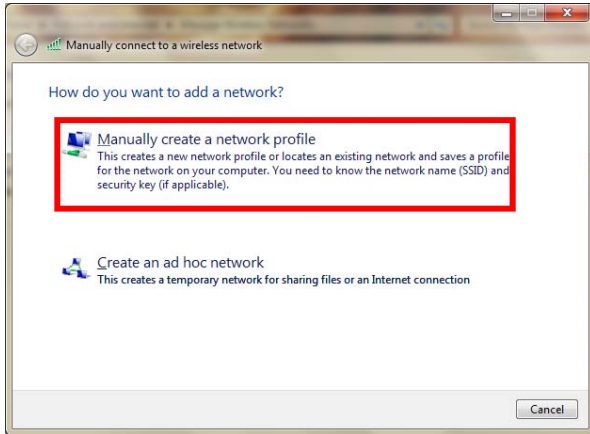 Manually connect to a wireless network
How do you want to add a network?
Manually create a network profile
This creates a new network profile or locates an existing network and saves a profile
for the network on your computer. You need to know the network name (SSID) and
security key (if applicable).
Create an ad hoc network
This creates a temporary network for sharing files or an Internet connection
Cancel